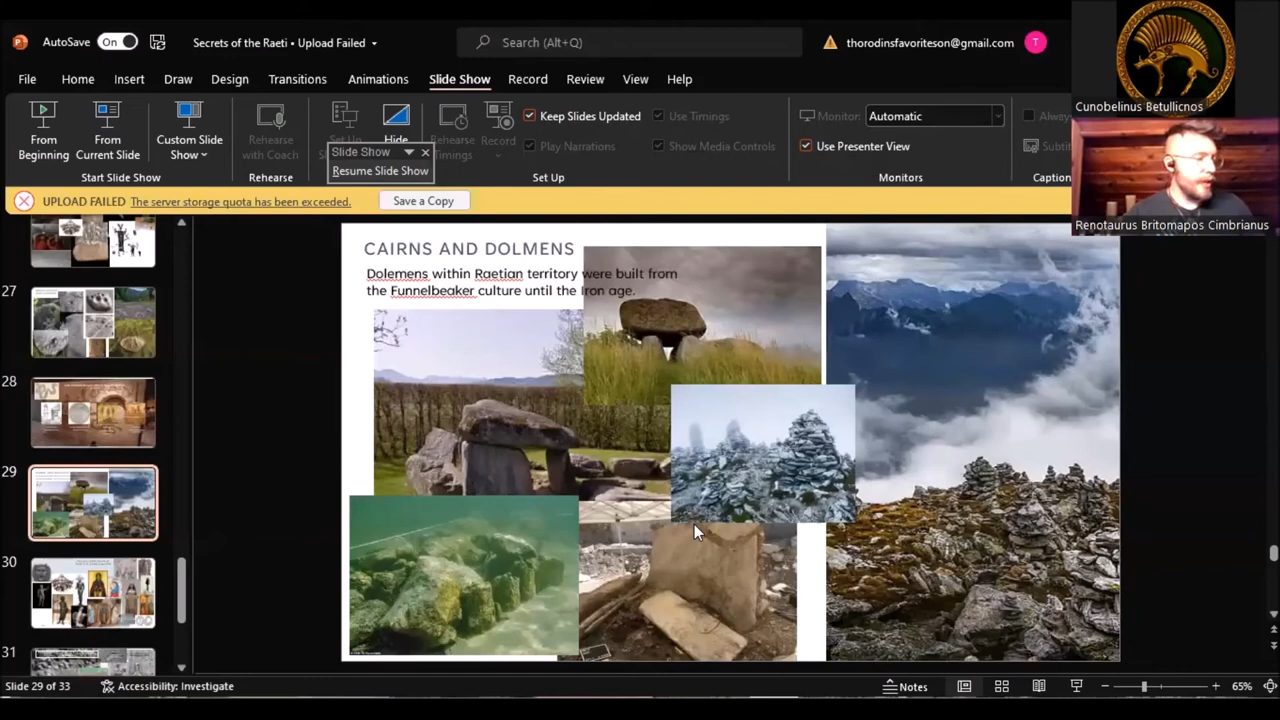 AutoSave On Secrets of the Raeti • Upload Failed Search (Alt+Q) thorodinsfavoriteson@gmail.com T
File Home Insert Draw Design Transitions Animations Slide Show Record Review View Help
From Beginning
From Current Slide
Custom Slide Show
Rehearse with Coach
Hide
Rehearse Timings
Record
Keep Slides Updated
Use Timings
Play Narrations
Show Media Controls
Monitor: Automatic
Use Presenter View
Slide Show
Resume Slide Show
Start Slide Show Rehearse Set Up Monitors
Cunobelinus Betullicnos
Renotaurus Britomapos Cimbrianus
UPLOAD FAILED The server storage quota has been exceeded. Save a Copy
27
28
29
30
31
CAIRNS AND DOLMENS
Dolemens within Raetian territory were built from
the Funnelbeaker culture until the Iron age.
Slide 29 of 33 Accessibility: Investigate Notes 65%